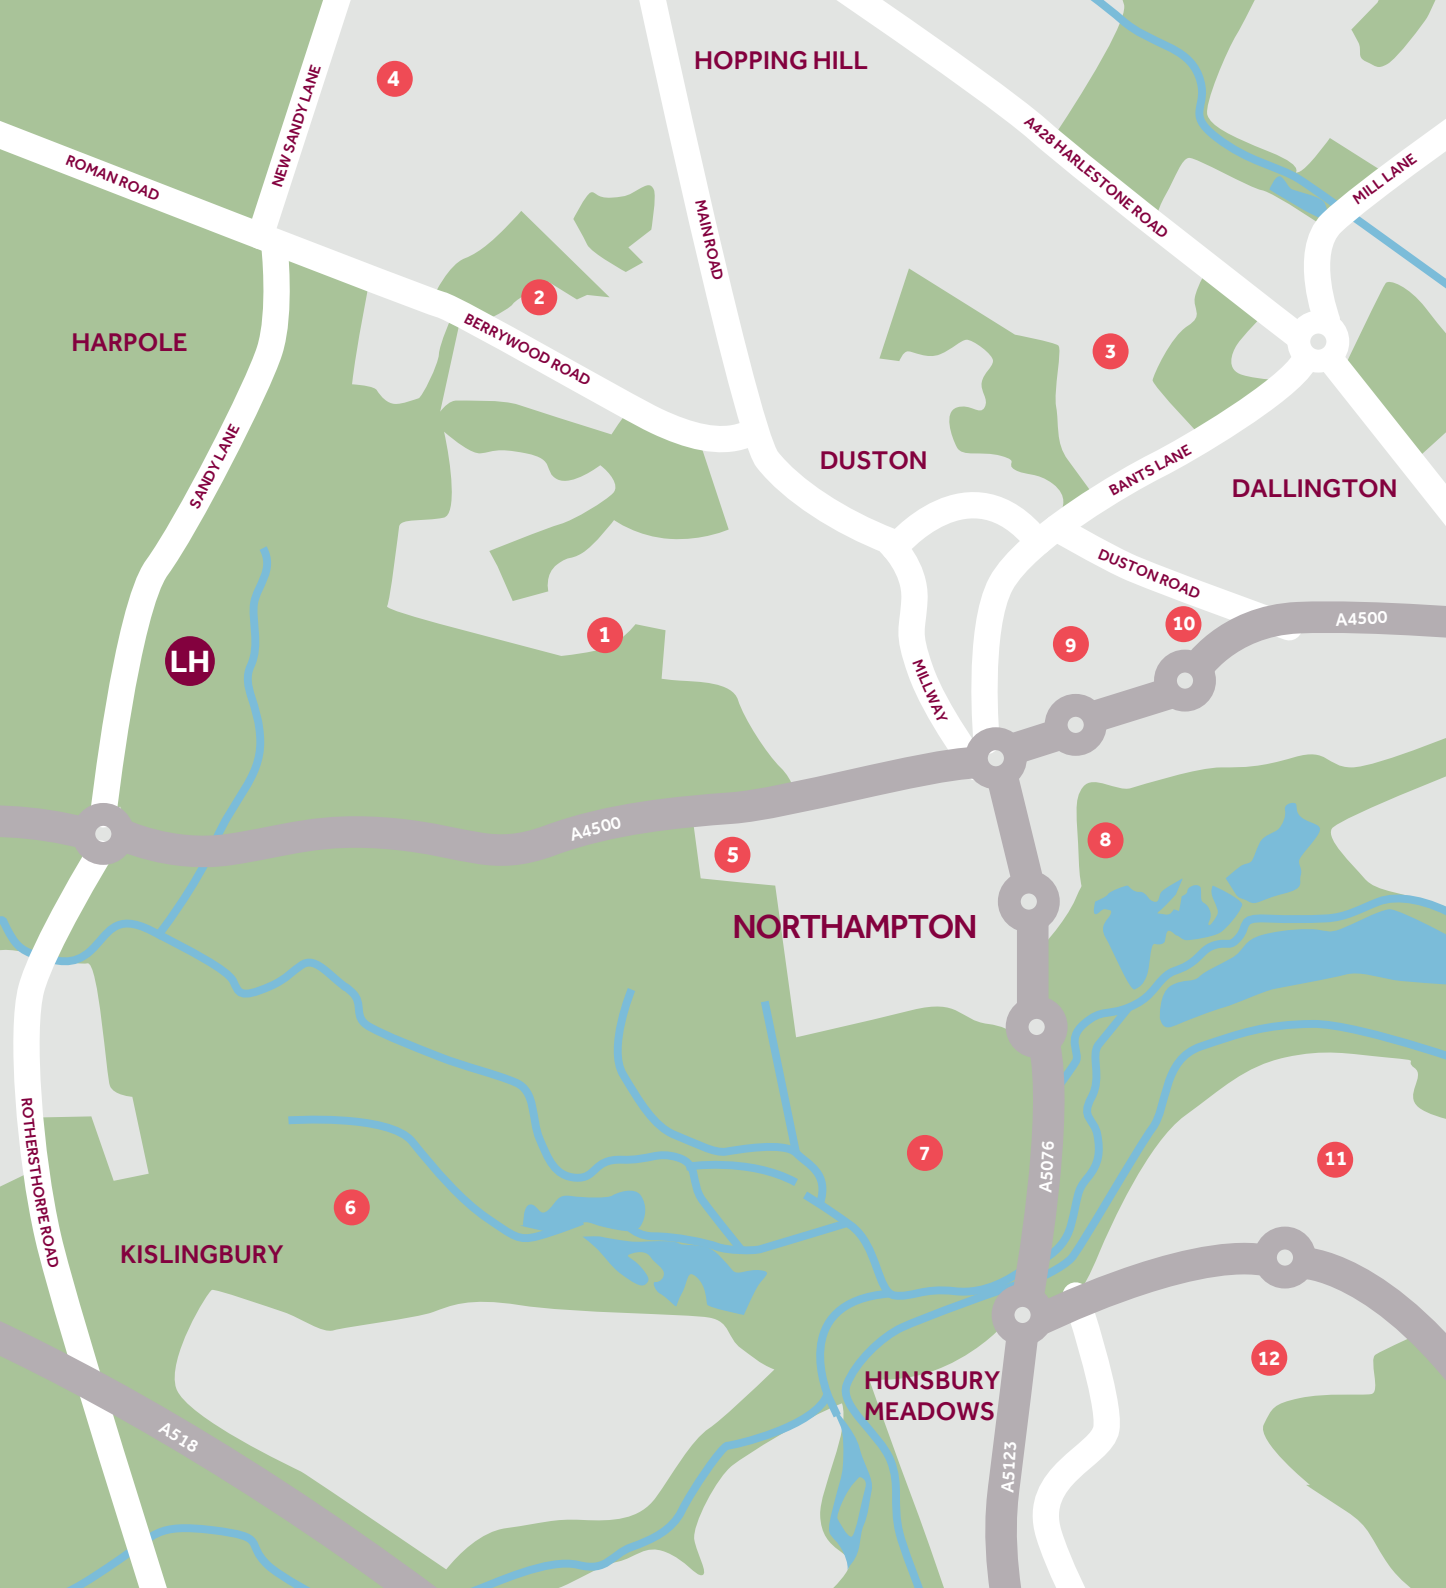 HOPPING HILL
4
NEW SANDY LANE
A428 HARLESTONE ROAD
ROMAN ROAD
MILL LANE
MAIN ROAD
2
HARPOLE
BERRYWOOD ROAD
3
SANDY LANE
DUSTON
BANTS LANE
DALLINGTON
DUSTON ROAD
LH
1
9
10
A4500
MILLWAY
A4500
5
8
NORTHAMPTON
ROTHERSTHORPE ROAD
7
A5076
11
6
KISLINGBURY
12
HUNSBURY
MEADOWS
A518
A5123